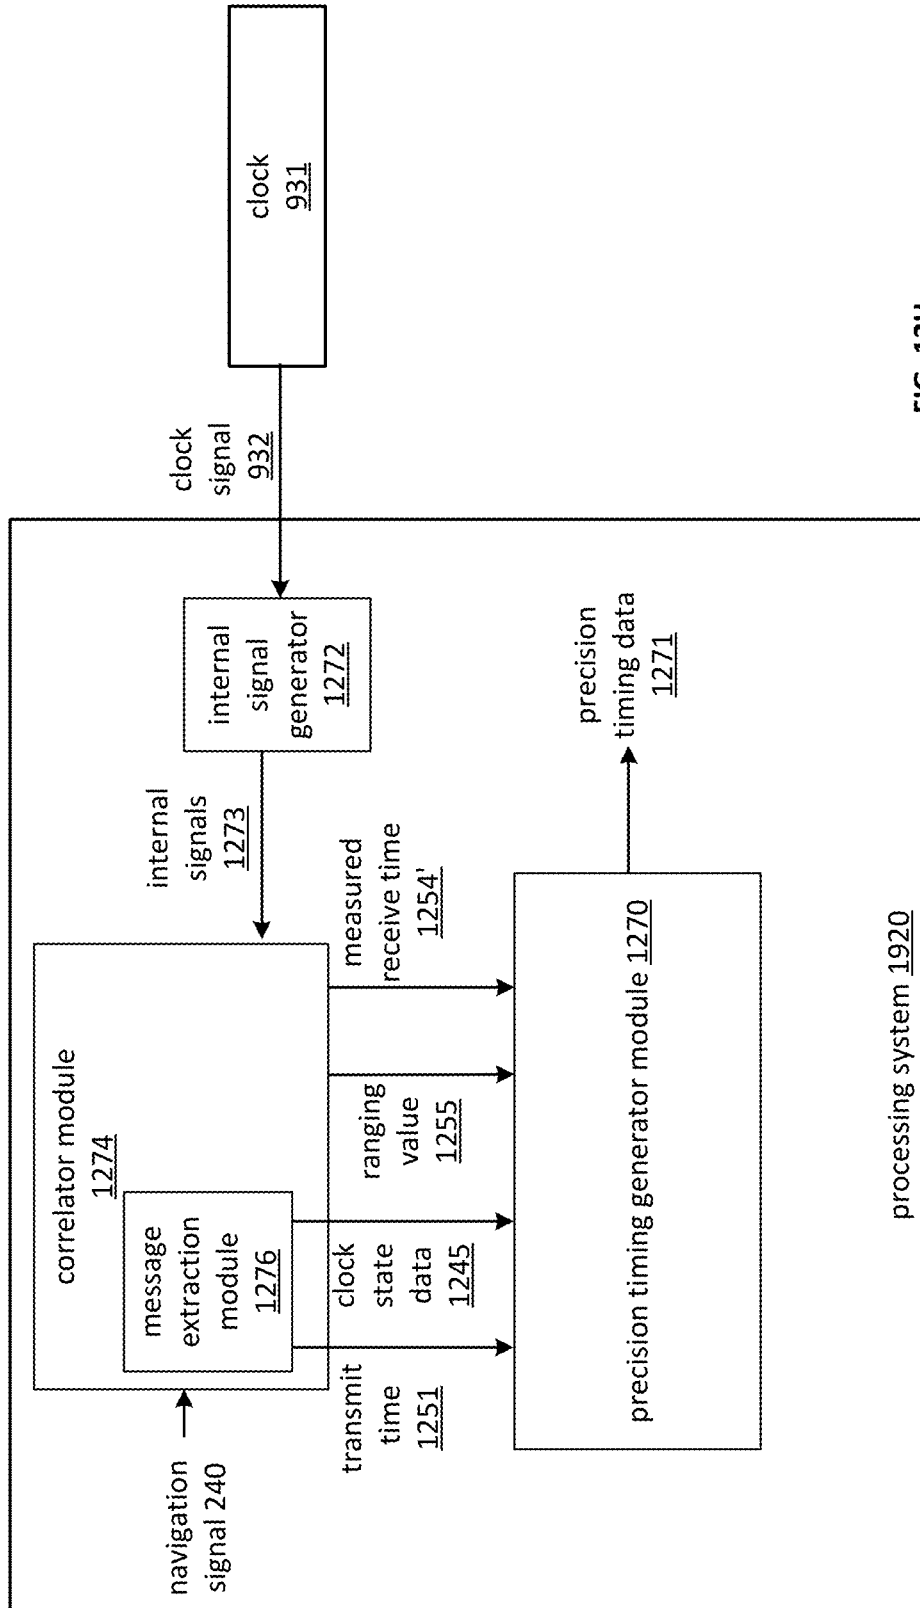 navigation
signal 240
correlator module
1274
message
extraction
module
1276
internal
signals
1273
internal
signal
generator
1272
clock
signal
932
clock
931
transmit
time
1251
clock
state
data
1245
ranging
value
1255
measured
receive time
1254'
precision timing generator module 1270
precision
timing data
1271
processing system 1920